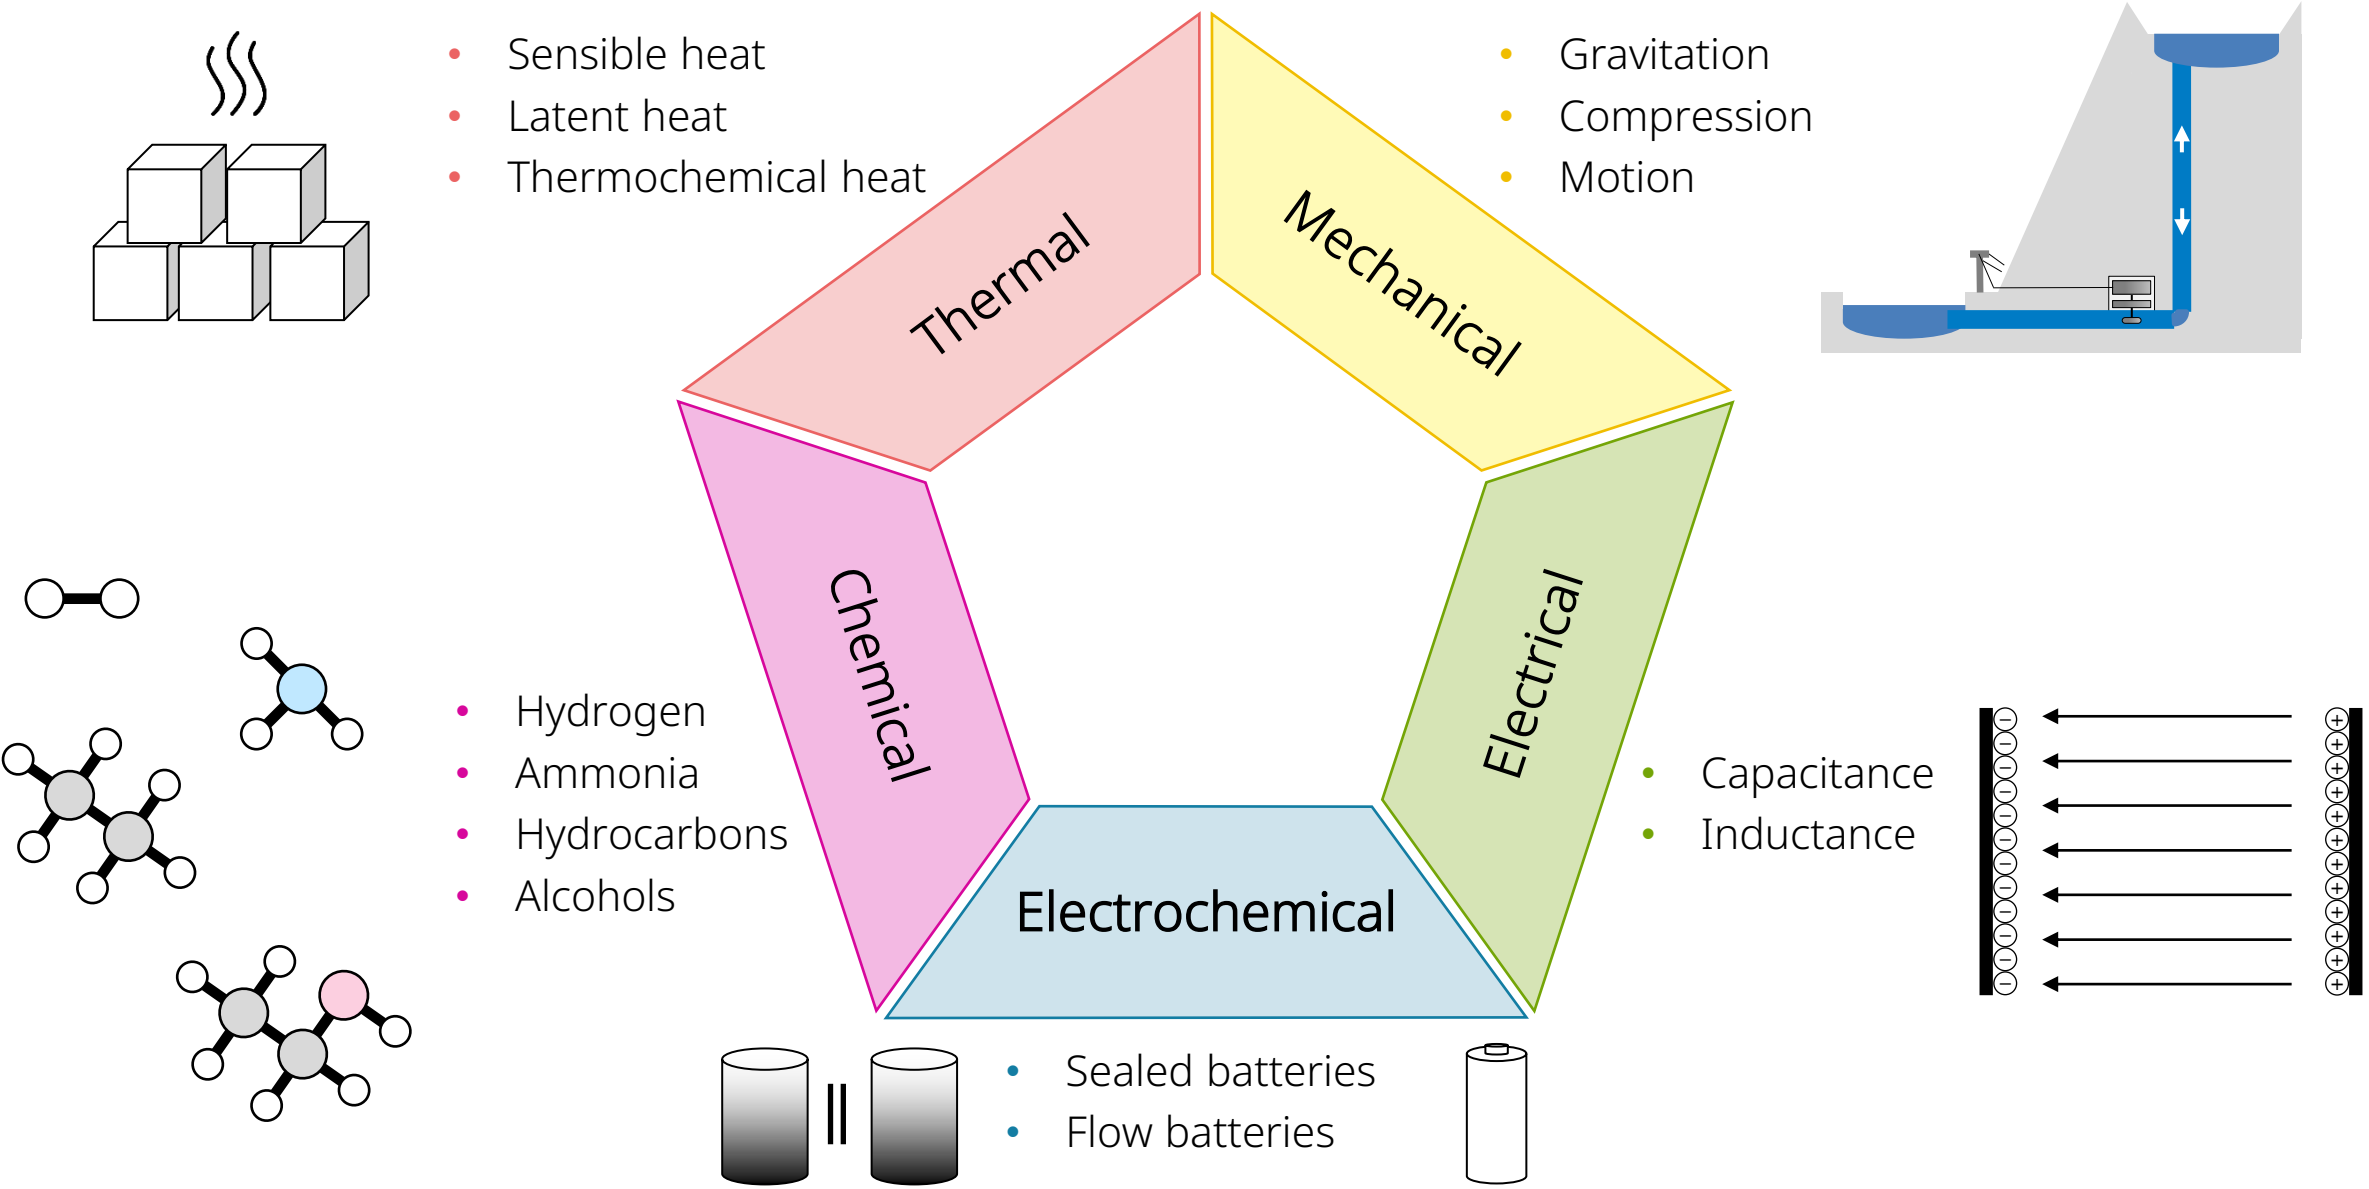 • Sensible heat
• Latent heat
• Thermochemical heat
Thermal
• Gravitation
• Compression
• Motion
Mechanical
Chemical
• Hydrogen
• Ammonia
• Hydrocarbons
• Alcohols
Electrical
• Capacitance
• Inductance
Electrochemical
• Sealed batteries
• Flow batteries